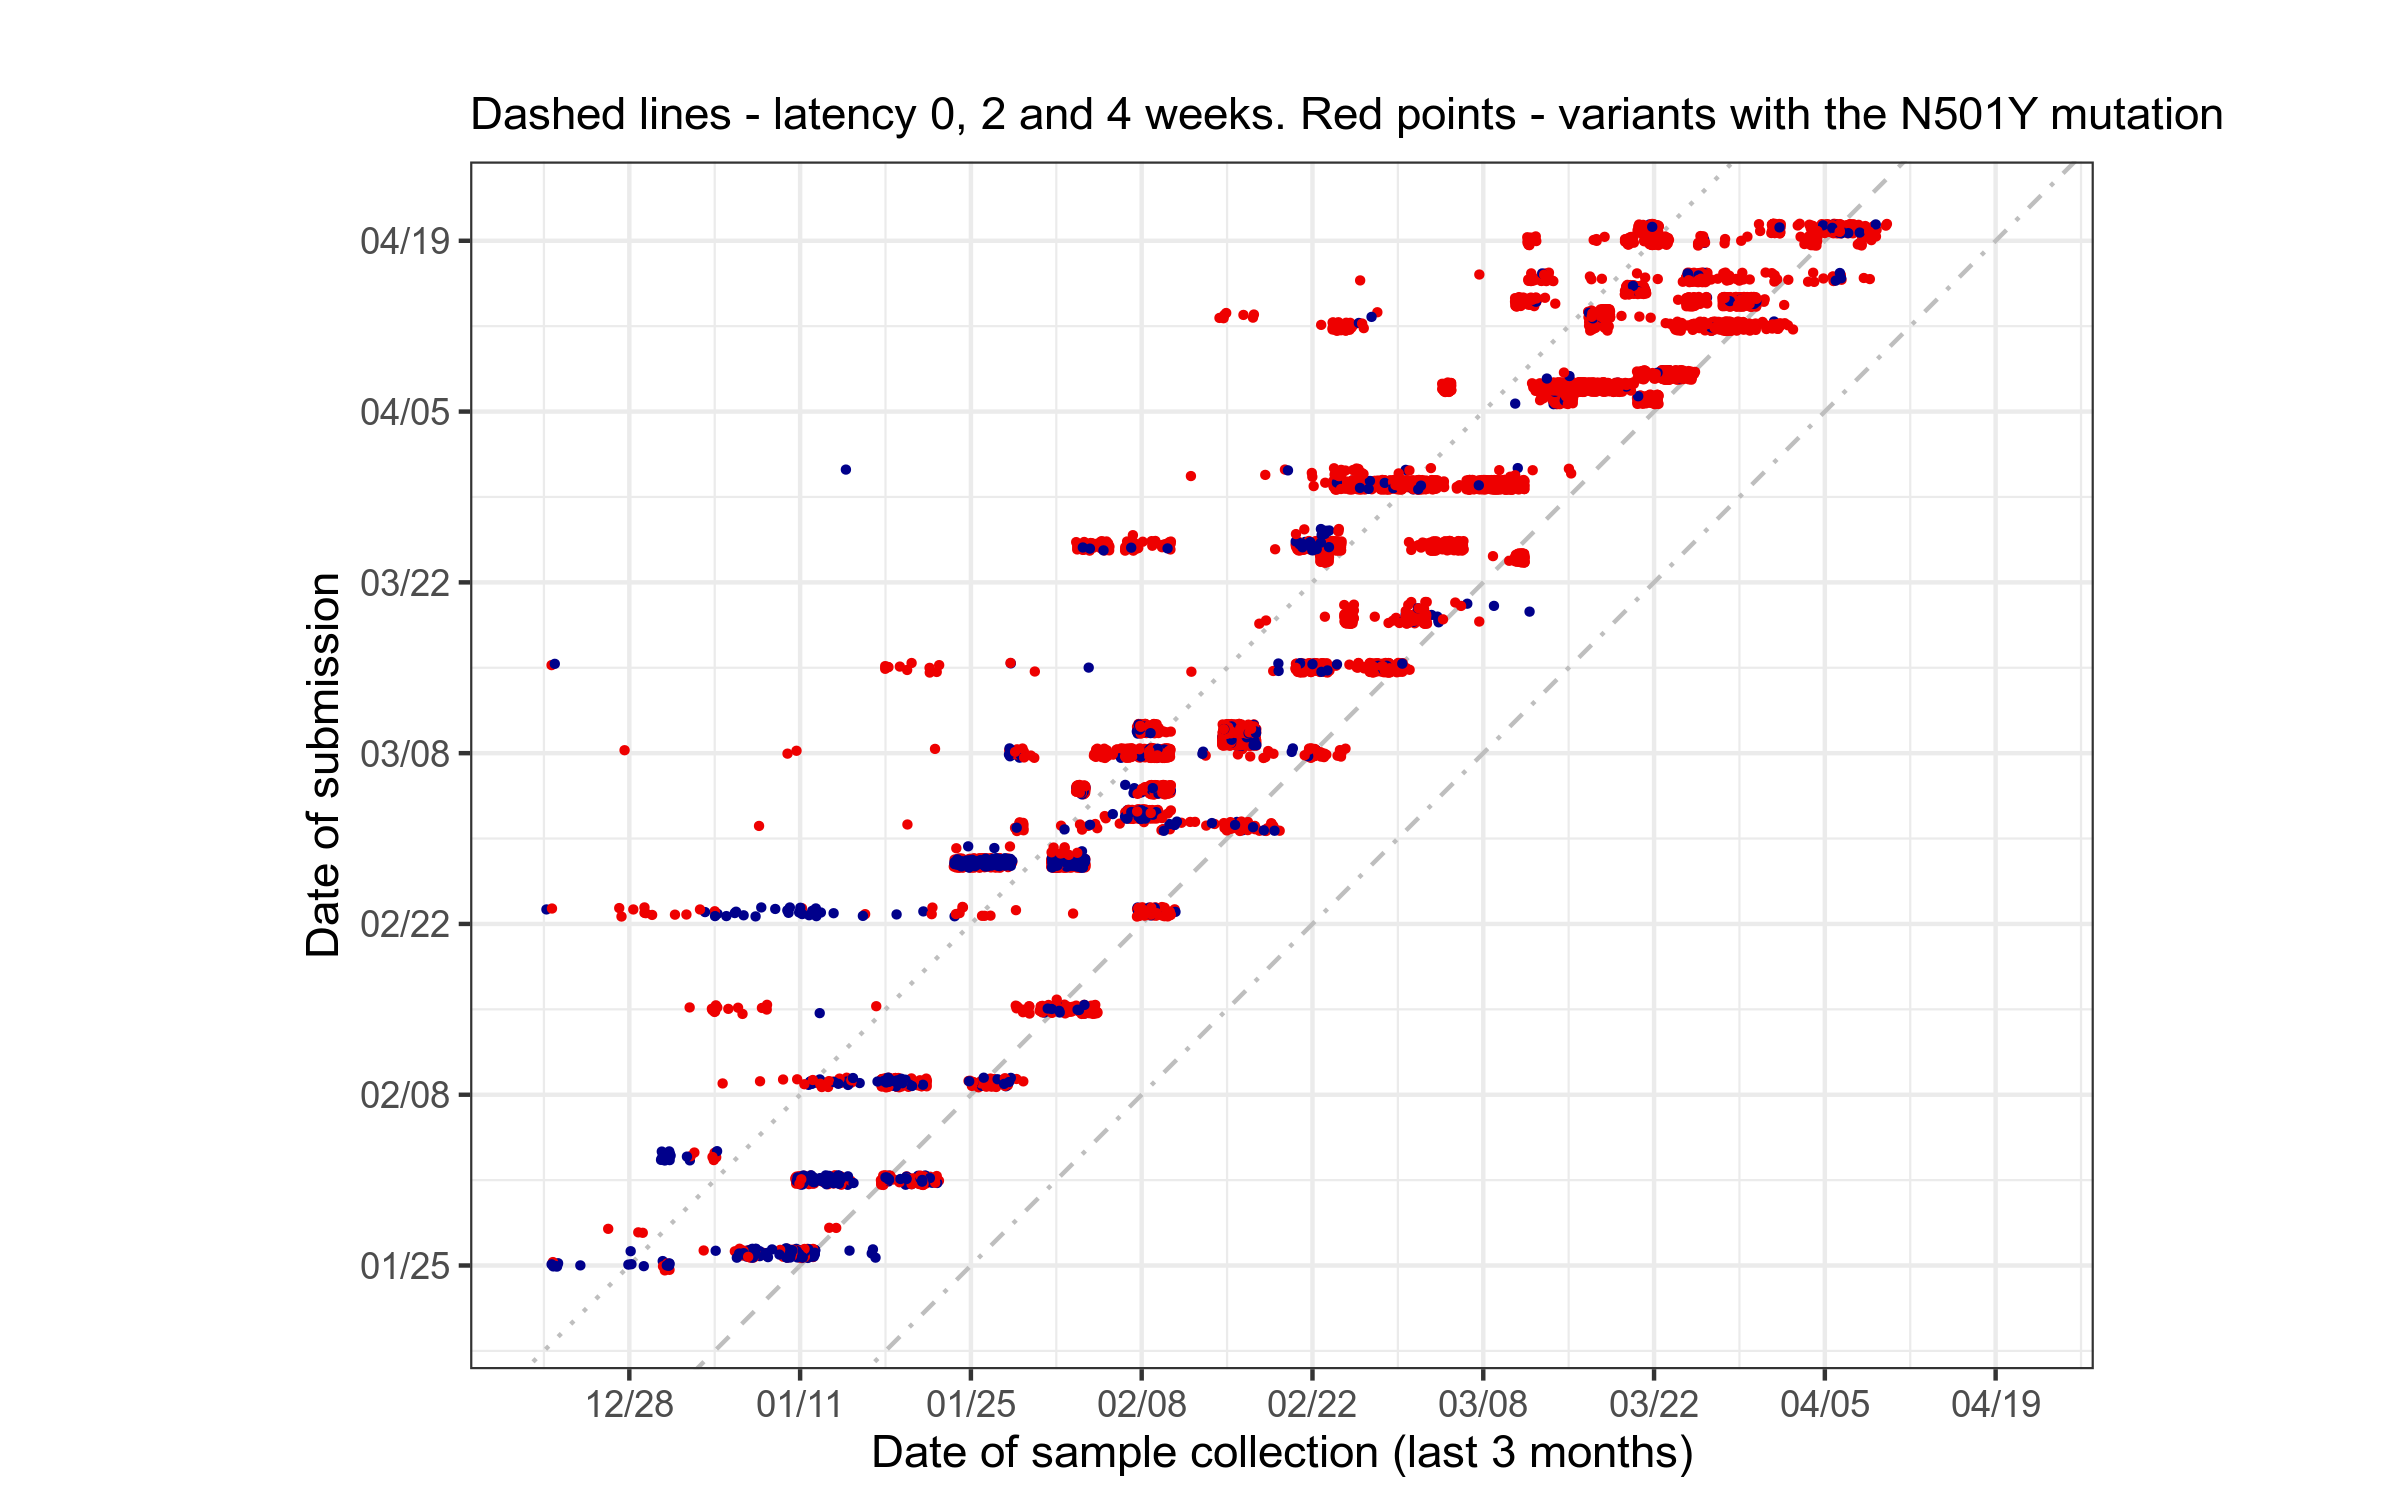 Dashed lines - latency 0, 2 and 4 weeks. Red points - variants with the N501Y mutation
04/19
04/05
03/22
03/08
02/22
02/08
01/25
Date of submission
12/28 01/11 01/25 02/08 02/22 03/08 03/22 04/05 04/19
Date of sample collection (last 3 months)